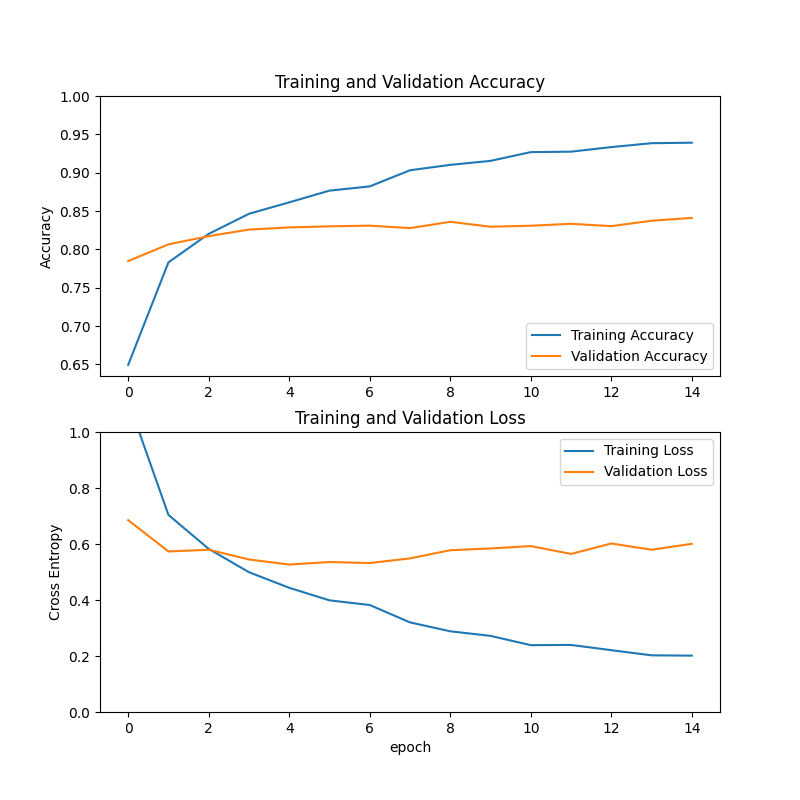 Training and Validation Accuracy
1.00
0.95
0.90
0.85
0.80
0.75
0.70
0.65
Accuracy
Training Accuracy
Validation Accuracy
0 2 4 6 8 10 12 14
Training and Validation Loss
1.0
0.8
0.6
0.4
0.2
0.0
Cross Entropy
Training Loss
Validation Loss
0 2 4 6 8 10 12 14
epoch